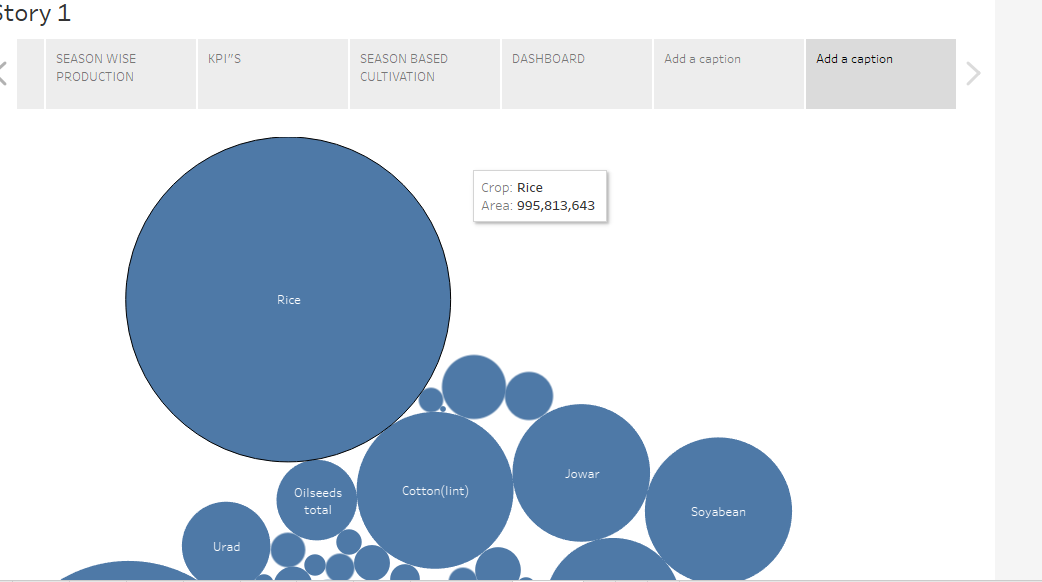 Story 1
SEASON WISE
PRODUCTION
KPI"S
SEASON BASED
CULTIVATION
DASHBOARD
Add a caption
Add a caption
Crop: Rice
Area: 995,813,643
Rice
Jowar
Cotton(lint)
Oilseeds
total
Soyabean
Urad